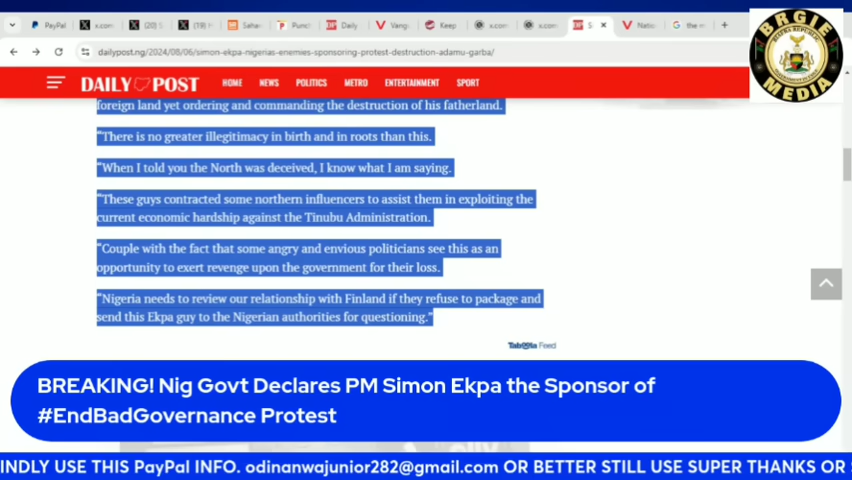 PayPal
x.com
(20) S
(19)
Sahar
Punch
Daily
Vang
Keep
x.com
x.com
S
Natio
the n
dailypost.ng/2024/08/06/simon-ekpa-nigerias-enemies-sponsoring-protest-destruction-adamu-garba/
BRGIE
MEDIA
DAILY POST
HOME NEWS POLITICS METRO ENTERTAINMENT SPORT
foreign land yet ordering and commanding the destruction of his fatherland.
“There is no greater illegitimacy in birth and in roots than this.
“When I told you the North was deceived, I know what I am saying.
“These guys contracted some northern influencers to assist them in exploiting the
current economic hardship against the Tinubu Administration.
“Couple with the fact that some angry and envious politicians see this as an
opportunity to exert revenge upon the government for their loss.
“Nigeria needs to review our relationship with Finland if they refuse to package and
send this Ekpa guy to the Nigerian authorities for questioning.”
Taboola Feed
BREAKING! Nig Govt Declares PM Simon Ekpa the Sponsor of
#EndBadGovernance Protest
INDLY USE THIS PayPal INFO. odinanwajunior282@gmail.com OR BETTER STILL USE SUPER THANKS OR